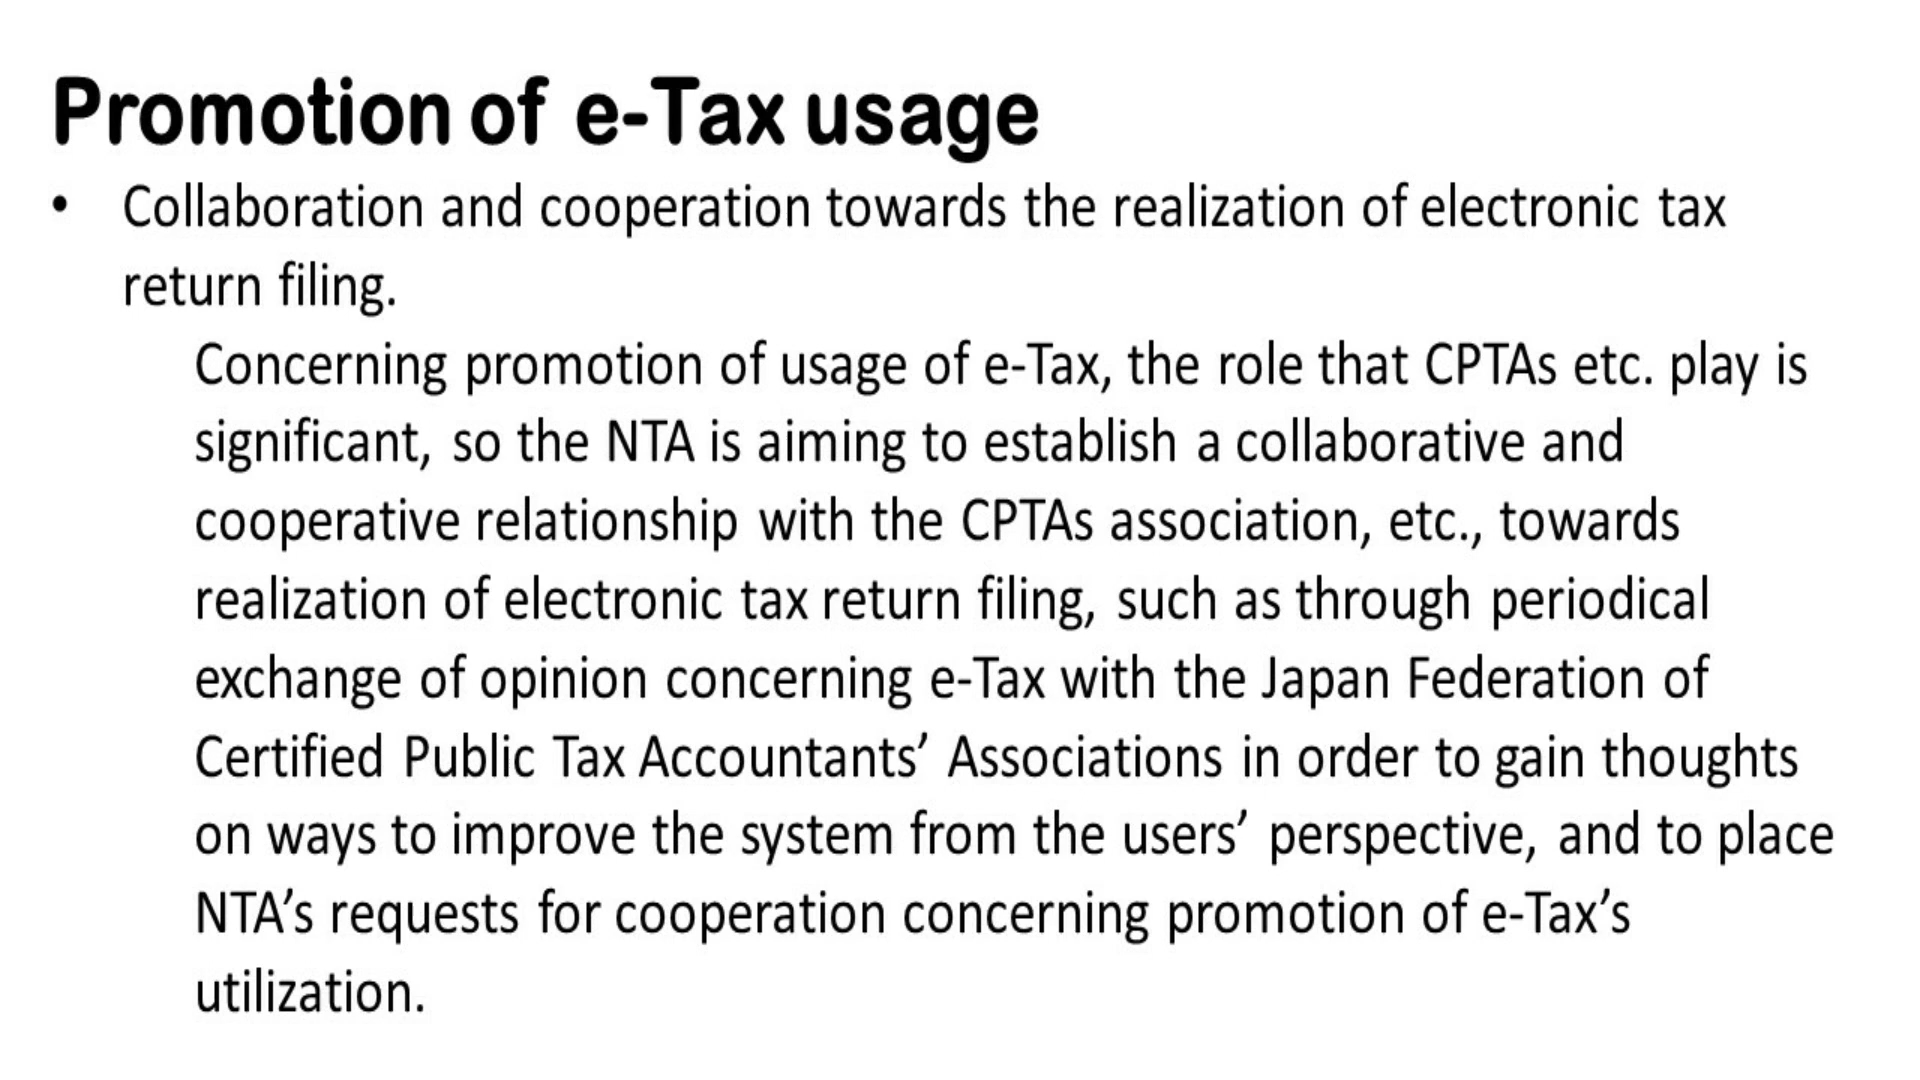 Promotion of e-Tax usage
• Collaboration and cooperation towards the realization of electronic tax
return filing.
Concerning promotion of usage of e-Tax, the role that CPTAs etc. play is
significant, so the NTA is aiming to establish a collaborative and
cooperative relationship with the CPTAs association, etc., towards
realization of electronic tax return filing, such as through periodical
exchange of opinion concerning e-Tax with the Japan Federation of
Certified Public Tax Accountants’ Associations in order to gain thoughts
on ways to improve the system from the users’ perspective, and to place
NTA’s requests for cooperation concerning promotion of e-Tax’s
utilization.